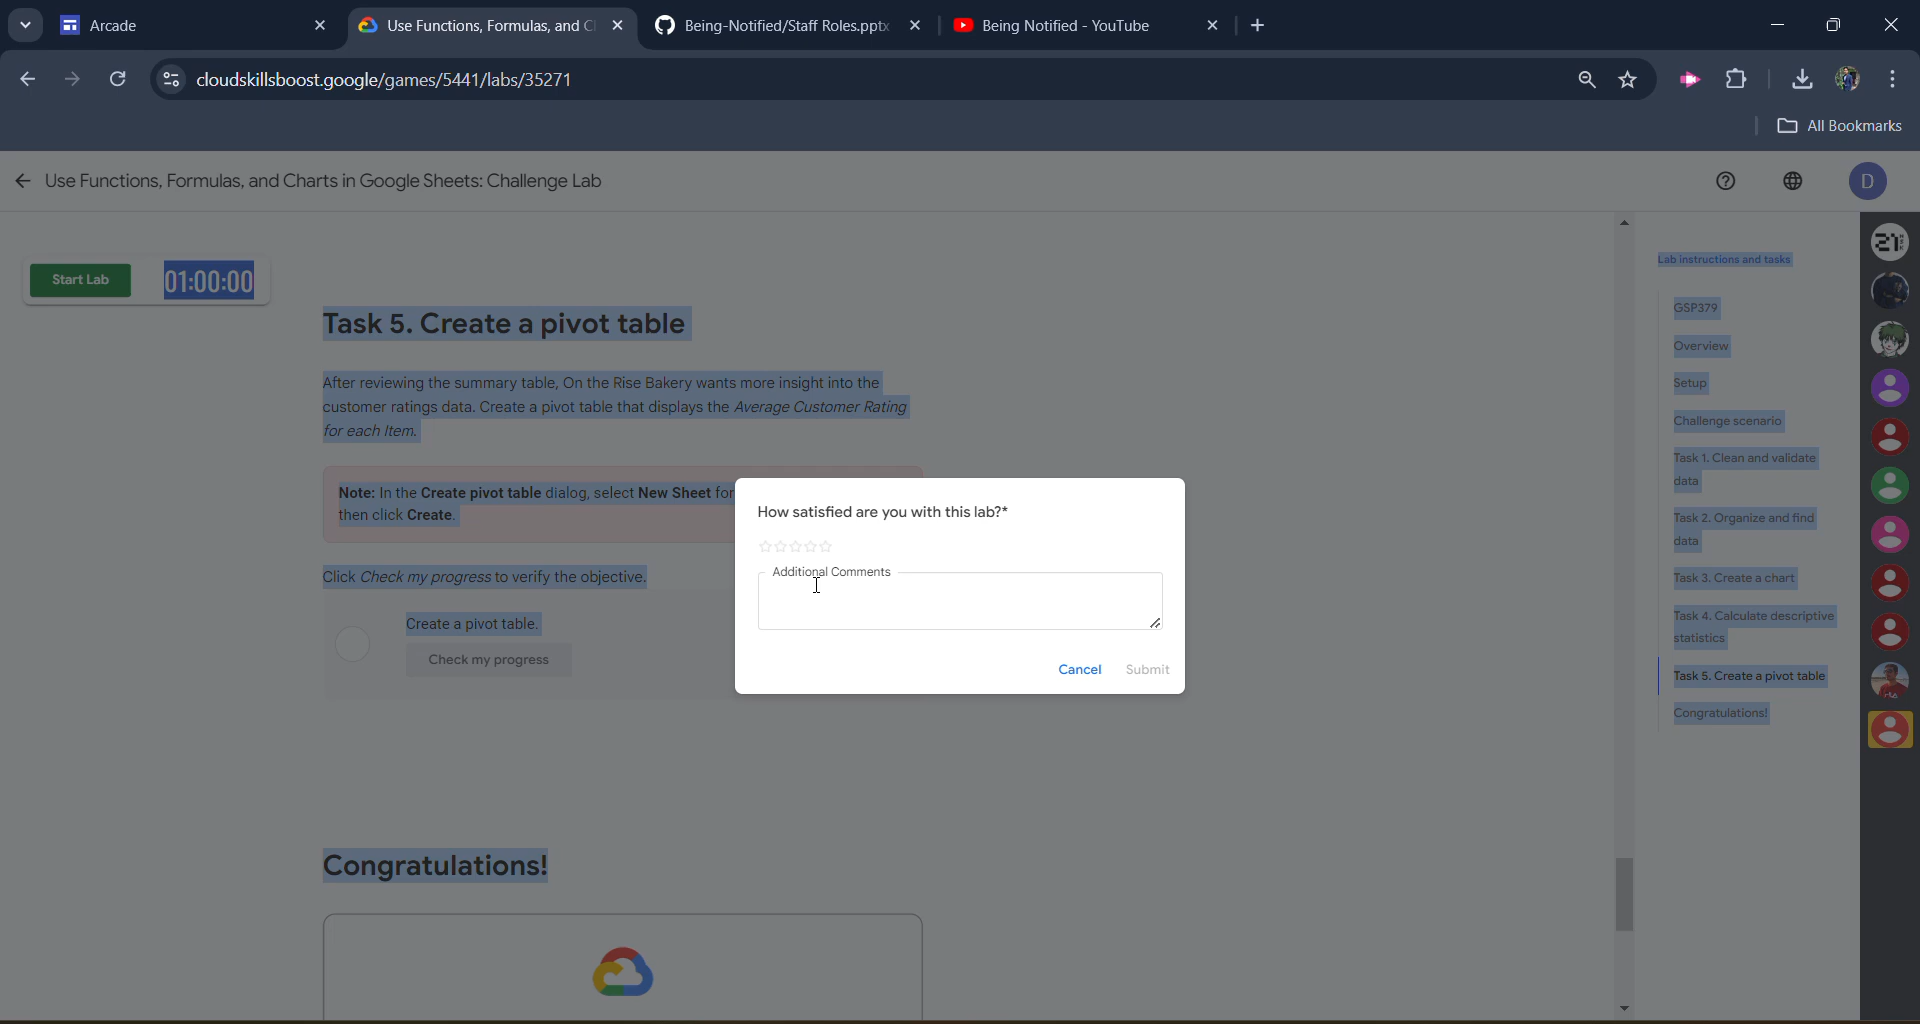 Arcade
Use Functions, Formulas, and C
Being-Notified/Staff Roles.pptx
Being Notified - YouTube
cloudskillsboost.google/games/5441/labs/35271
All Bookmarks
Use Functions, Formulas, and Charts in Google Sheets: Challenge Lab
D
Start Lab
01:00:00
Task 5. Create a pivot table
After reviewing the summary table, On the Rise Bakery wants more insight into the
customer ratings data. Create a pivot table that displays the Average Customer Rating
for each Item.
Note: In the Create pivot table dialog, select New Sheet for
then click Create.
Click Check my progress to verify the objective.
Create a pivot table.
Check my progress
Congratulations!
How satisfied are you with this lab?*
Additional Comments
Cancel
Submit
Lab instructions and tasks
GSP379
Overview
Setup
Challenge scenario
Task 1. Clean and validate
data
Task 2. Organize and find
data
Task 3. Create a chart
Task 4. Calculate descriptive
statistics
Task 5. Create a pivot table
Congratulations!